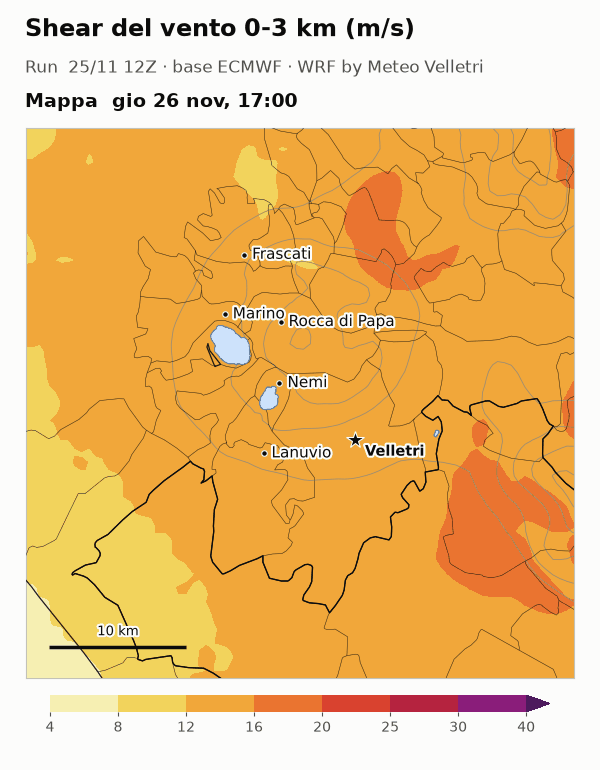 Shear del vento 0-3 km (m/s)
Run  25/11 12Z · base ECMWF · WRF by Meteo Velletri
Mappa  gio 26 nov, 17:00
Frascati
Marino
Rocca di Papa
Nemi
Velletri
Lanuvio
10 km
4 8 12 16 20 25 30 40